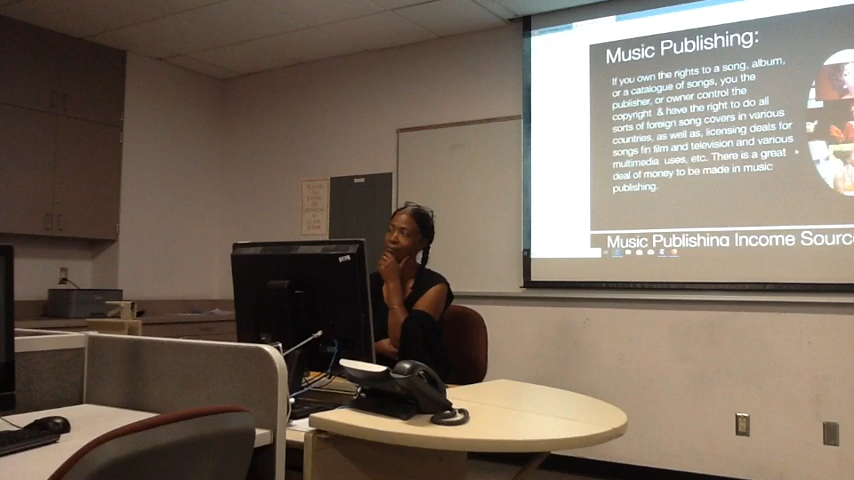 Music Publishing:
If you own the rights to a song, album,
or a catalogue of songs, you the
publisher, or owner control the
copyright & have the right to do all
sorts of foreign song covers in various
countries, as well as, licensing deals for
songs fin film and television and various
multimedia uses, etc. There is a great
deal of money to be made in music
publishing.
Music Publishing Income Sourc